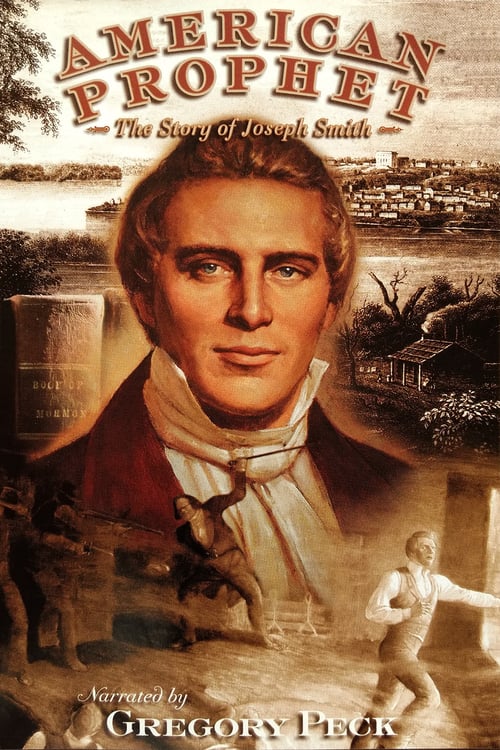 AMERICAN
PROPHET
The Story of Joseph Smith
BOOK OF
MORMON
Narrated by
GREGORY PECK